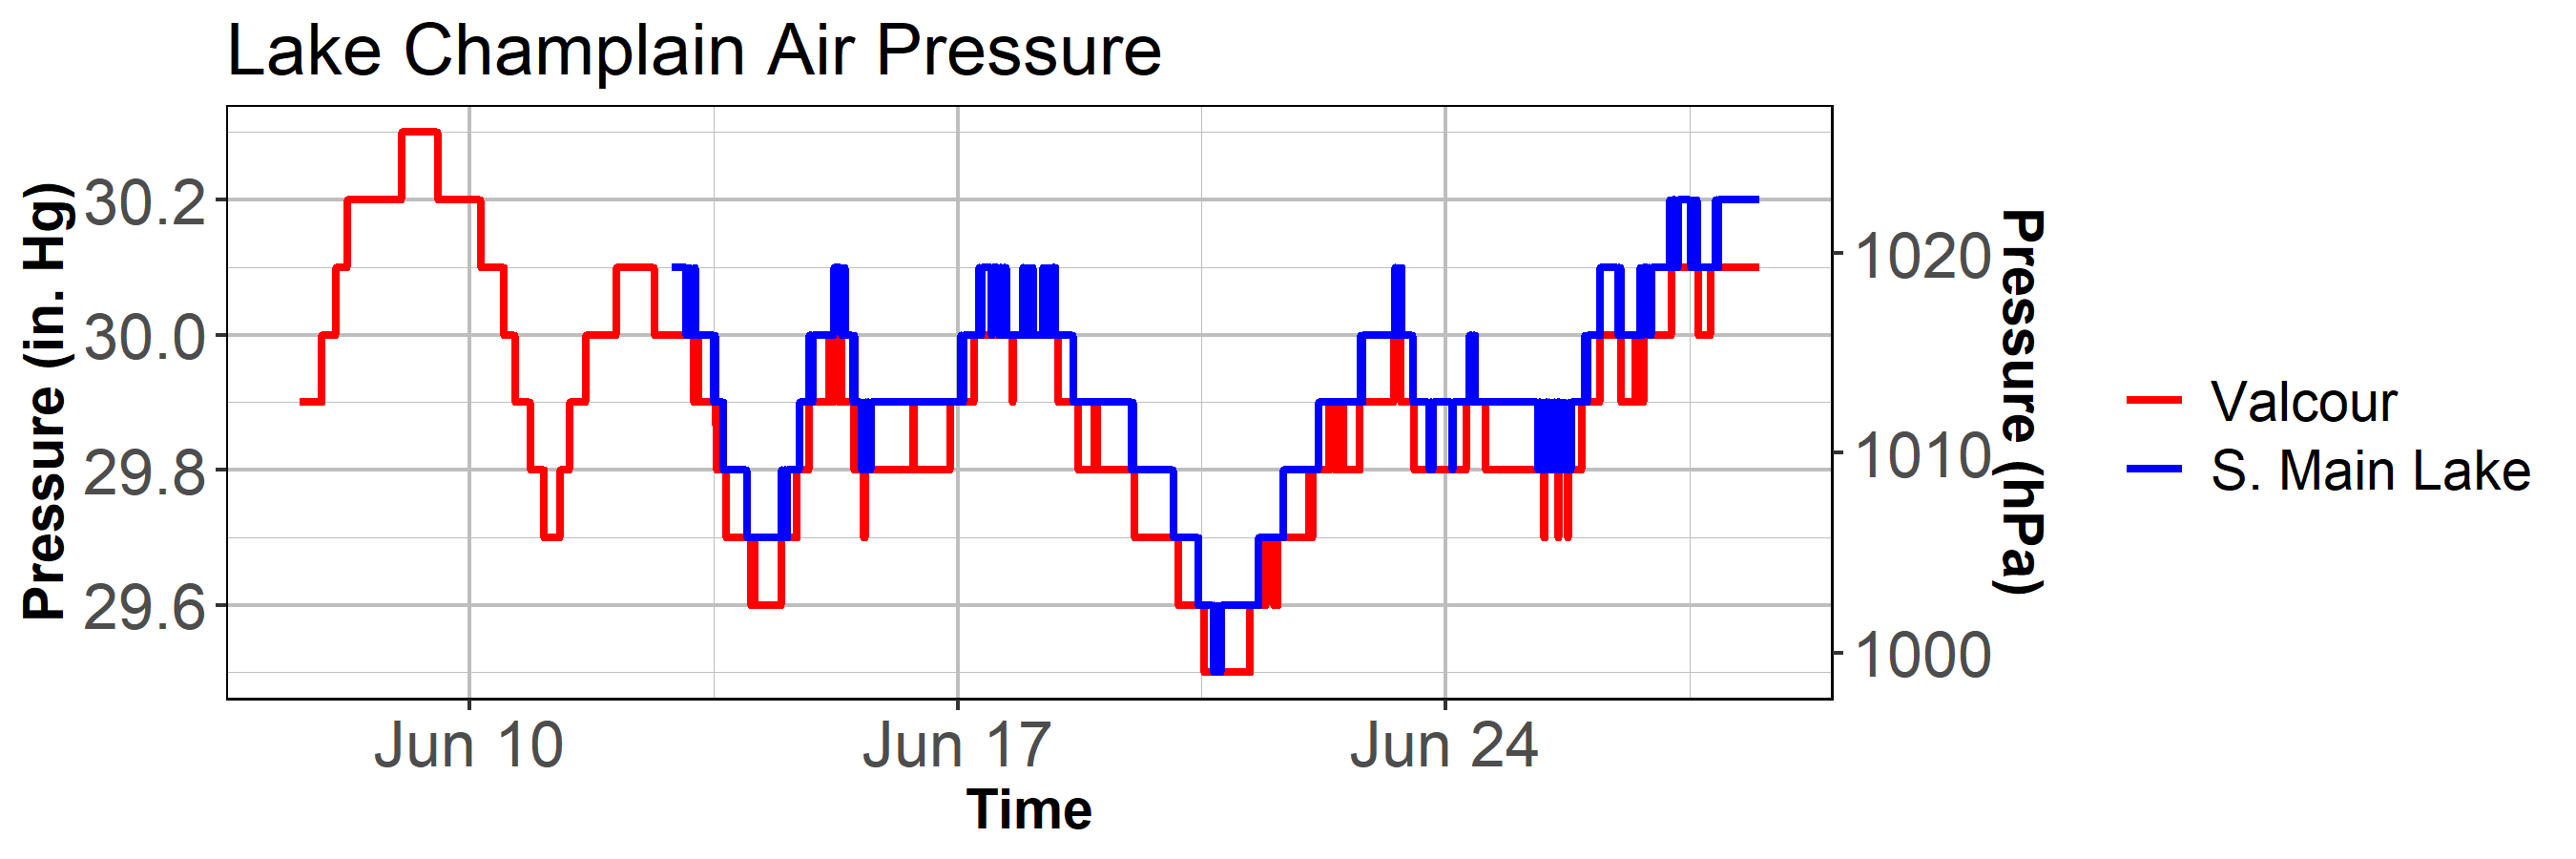 Lake Champlain Air Pressure
Pressure (in. Hg)
30.2
30.0
29.8
29.6
1020
1010
1000
Pressure (hPa)
Jun 10
Jun 17
Jun 24
Time
Valcour
S. Main Lake